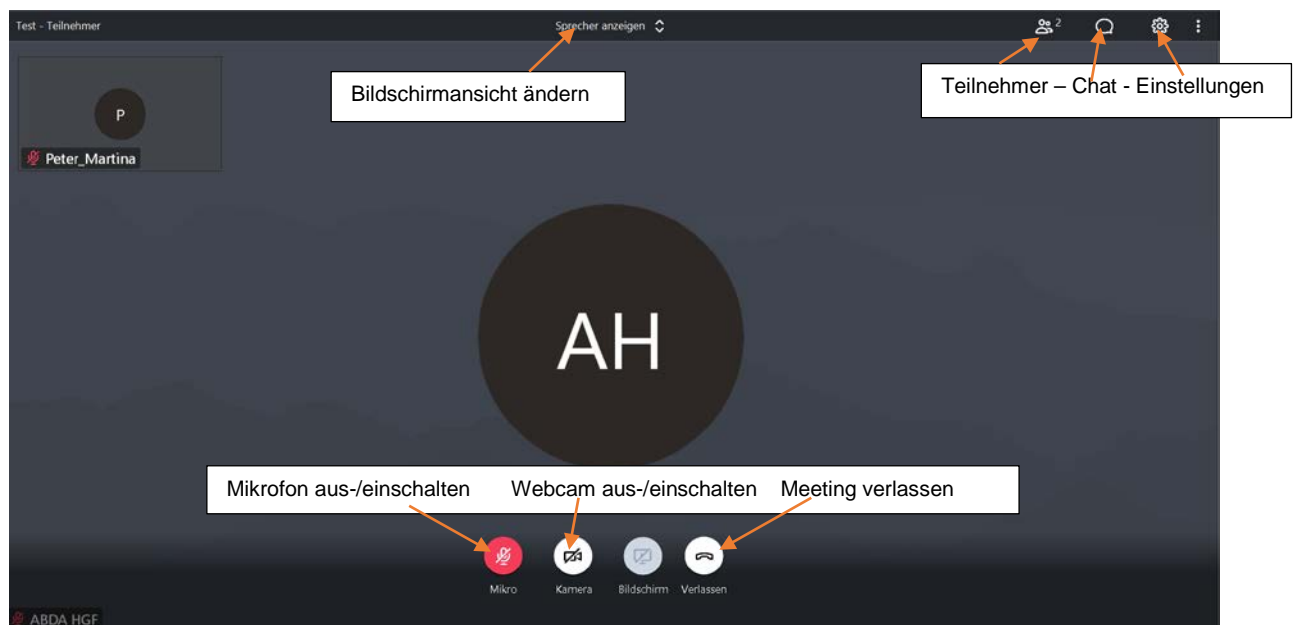 Test - Teilnehmer
Sprecher anzeigen
2
Bildschirmansicht ändern
Teilnehmer – Chat - Einstellungen
P
Peter_Martina
AH
Mikrofon aus-/einschalten Webcam aus-/einschalten Meeting verlassen
Mikro Kamera Bildschirm Verlassen
ABDA HGF